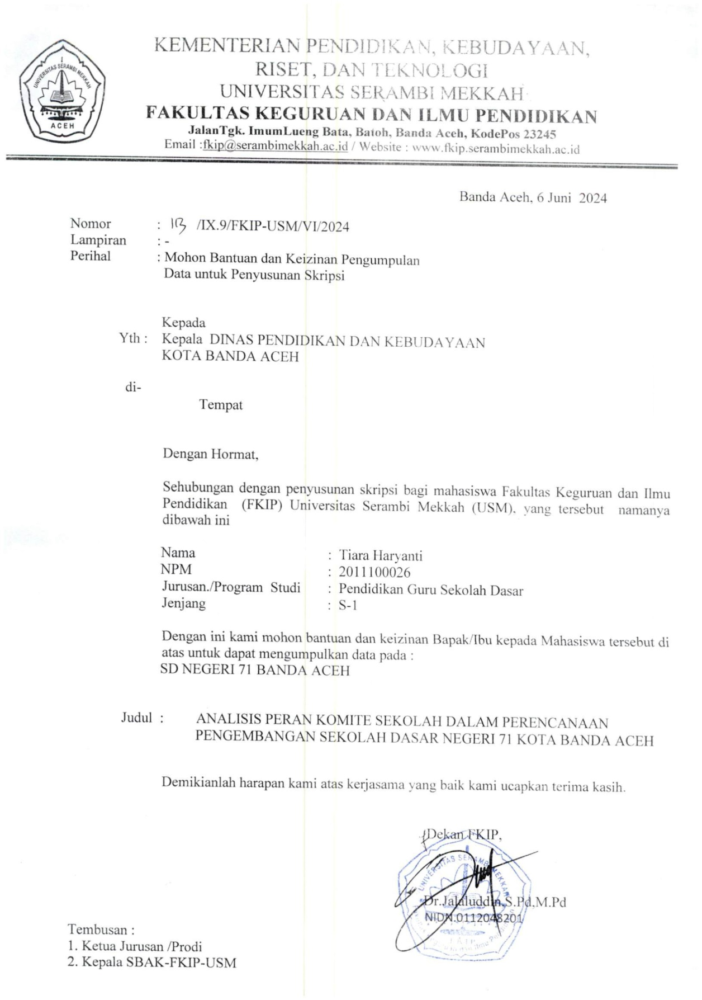 UNIVERSITAS SERAMBI MEKKAH
ACEH
KEMENTERIAN PENDIDIKAN, KEBUDAYAAN,
RISET, DAN TEKNOLOGI
UNIVERSITAS SERAMBI MEKKAH
FAKULTAS KEGURUAN DAN ILMU PENDIDIKAN
JalanTgk. ImumLueng Bata, Batoh, Banda Aceh, KodePos 23245
Email :fkip@serambimekkah.ac.id / Website : www.fkip.serambimekkah.ac.id
Banda Aceh, 6 Juni 2024
Nomor : /IX.9/FKIP-USM/VI/2024
Lampiran : -
Perihal : Mohon Bantuan dan Keizinan Pengumpulan
Data untuk Penyusunan Skripsi
Kepada
Yth : Kepala DINAS PENDIDIKAN DAN KEBUDAYAAN
KOTA BANDA ACEH
di-
Tempat
Dengan Hormat,
Sehubungan dengan penyusunan skripsi bagi mahasiswa Fakultas Keguruan dan Ilmu
Pendidikan (FKIP) Universitas Serambi Mekkah (USM). yang tersebut namanya
dibawah ini
Nama : Tiara Haryanti
NPM : 2011100026
Jurusan./Program Studi : Pendidikan Guru Sekolah Dasar
Jenjang : S-1
Dengan ini kami mohon bantuan dan keizinan Bapak/Ibu kepada Mahasiswa tersebut di
atas untuk dapat mengumpulkan data pada :
SD NEGERI 71 BANDA ACEH
Judul : ANALISIS PERAN KOMITE SEKOLAH DALAM PERENCANAAN
PENGEMBANGAN SEKOLAH DASAR NEGERI 71 KOTA BANDA ACEH
Demikianlah harapan kami atas kerjasama yang baik kami ucapkan terima kasih.
Dekan FKIP,
UNIVERSITAS SERAMBI MEKKAH
Dr.Jalaluddin.S.Pd,M.Pd
NIDN.0112048201
Tembusan :
1. Ketua Jurusan /Prodi
2. Kepala SBAK-FKIP-USM